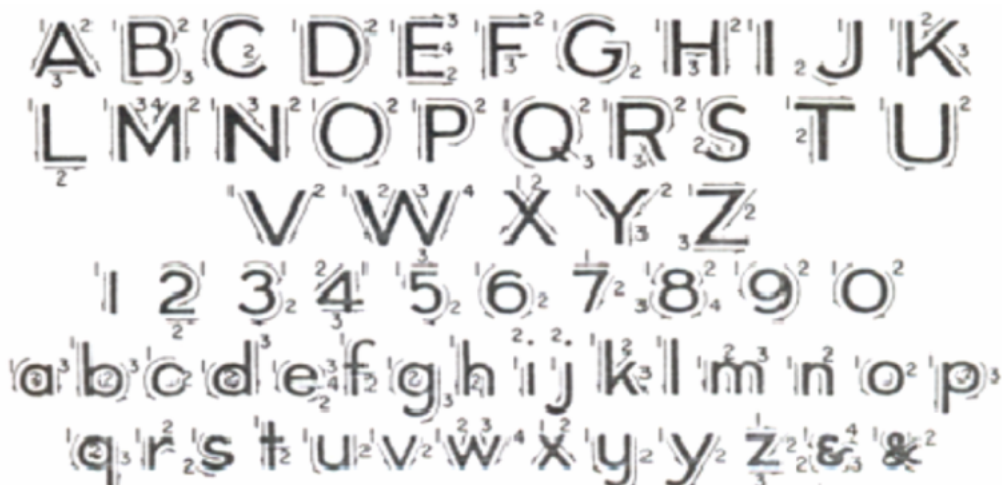 A B C D E F G H I J K
L M N O P Q R S T U
V W X Y Z
1 2 3 4 5 6 7 8 9 0
a b c d e f g h i j k l m n o p
q r s t u v w x y y z & &